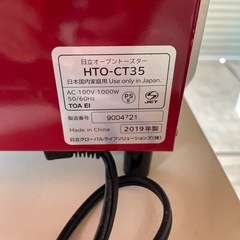 日立オーブントースター
HTO-CT35
日本国内家庭用 Use only in Japan.
AC 100V 1000W
50/60Hz
TOA EI
PS
E
JET
製造番号 9004721
Made in China 2019年製
日立グローバルライフソリューションズ(株)